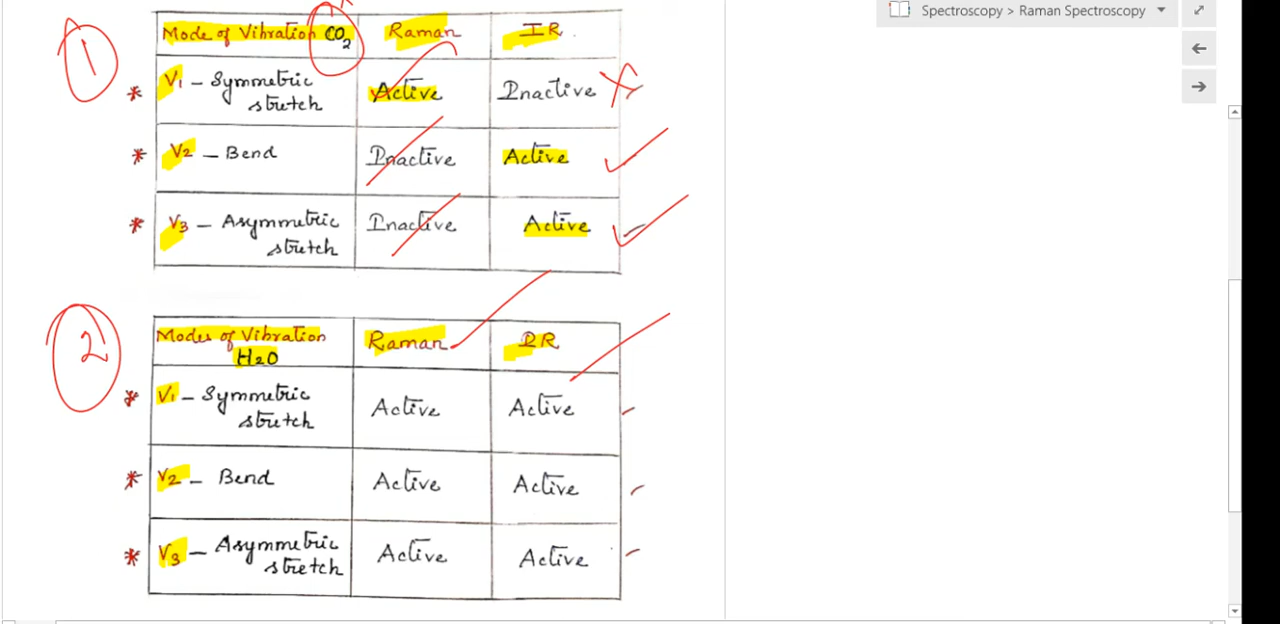 Spectroscopy > Raman Spectroscopy
1
Mode of Vibration CO2 Raman IR
* V1 - Symmetric stretch Active Inactive
* V2 - Bend Inactive Active
* V3 - Asymmetric stretch Inactive Active
2
Modes of Vibration H2O Raman IR
* V1 - Symmetric stretch Active Active
* V2 - Bend Active Active
* V3 - Asymmetric stretch Active Active